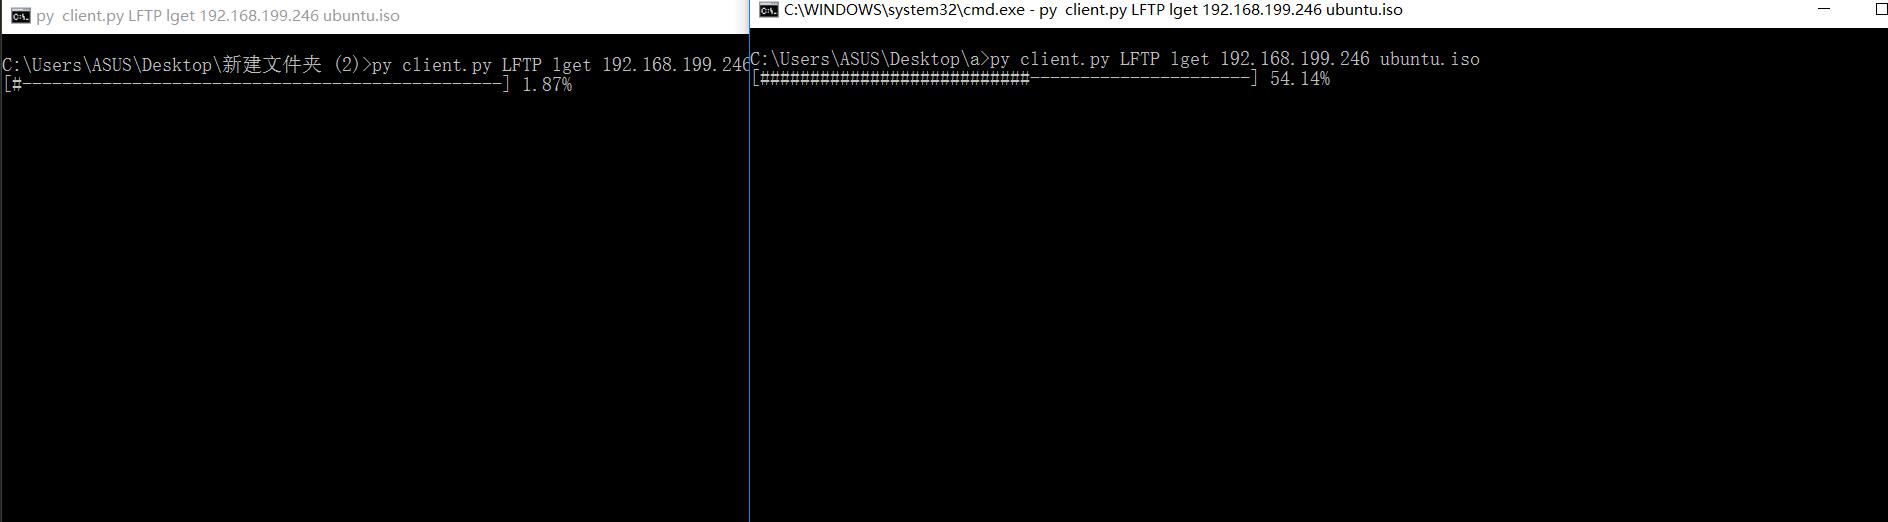 py  client.py LFTP lget 192.168.199.246 ubuntu.iso
C:\Users\ASUS\Desktop\新建文件夹 (2)>py client.py LFTP lget 192.168.199.246
[#------------------------------------------------] 1.87%
C:\WINDOWS\system32\cmd.exe - py  client.py LFTP lget 192.168.199.246 ubuntu.iso
C:\Users\ASUS\Desktop\a>py client.py LFTP lget 192.168.199.246 ubuntu.iso
[###########################----------------------] 54.14%